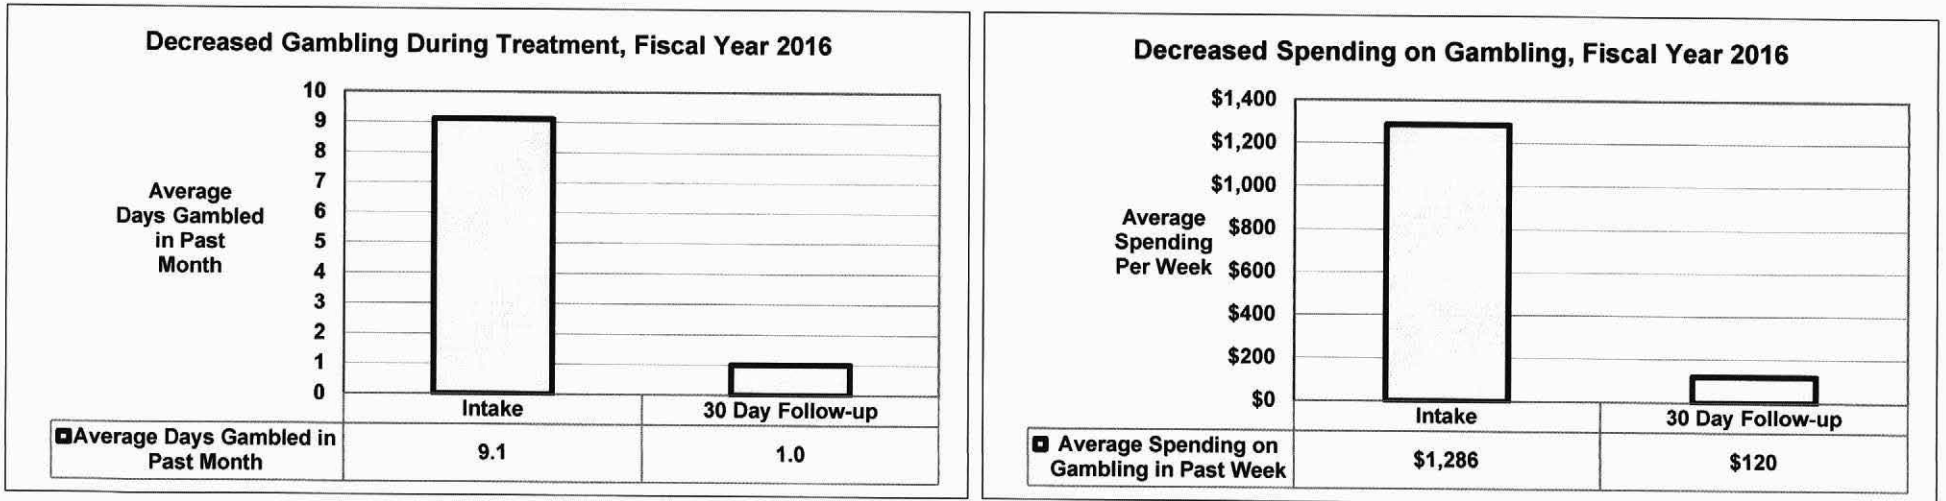 Decreased Gambling During Treatment, Fiscal Year 2016
10
9
8
7
6
5
4
3
2
1
0
Average
Days Gambled
in Past
Month
Intake
30 Day Follow-up
Average Days Gambled in
Past Month
9.1
1.0
Decreased Spending on Gambling, Fiscal Year 2016
$1,400
$1,200
$1,000
$800
$600
$400
$200
$0
Average
Spending
Per Week
Intake
30 Day Follow-up
Average Spending on
Gambling in Past Week
$1,286
$120